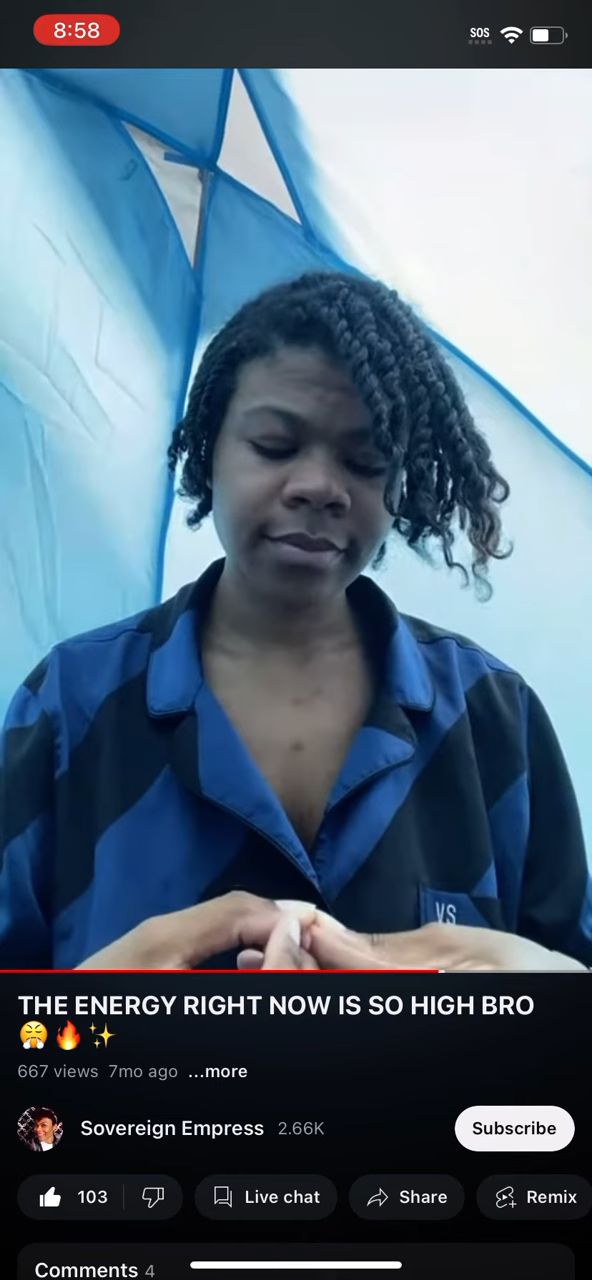 8:58
SOS
VS
THE ENERGY RIGHT NOW IS SO HIGH BRO
😤🔥✨
667 views 7mo ago ...more
Sovereign Empress 2.66K
Subscribe
103
Live chat
Share
Remix
Comments 4